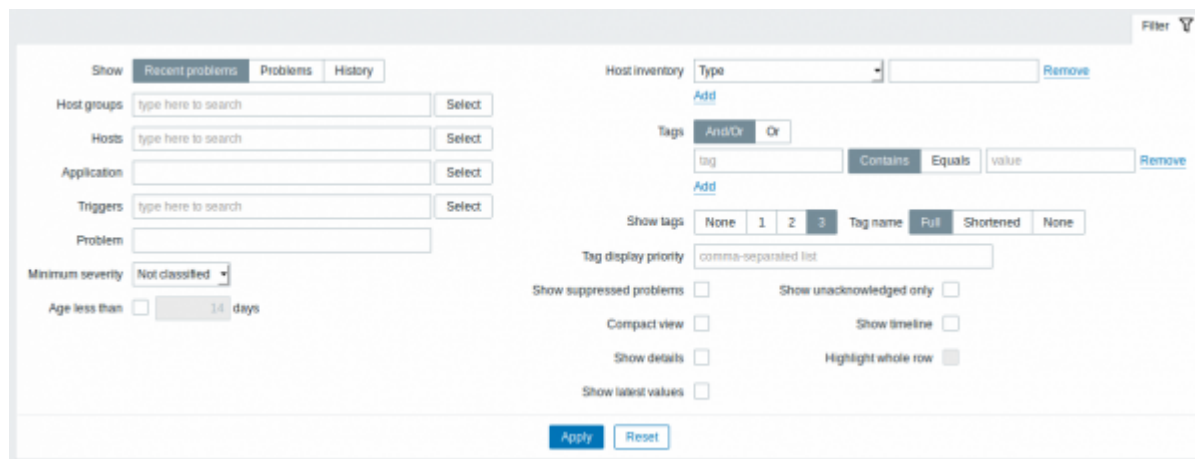 Filter
Show Recent problems Problems History
Host groups type here to search Select
Hosts type here to search Select
Application Select
Triggers type here to search Select
Problem
Minimum severity Not classified
Age less than 14 days
Host inventory Type Remove
Add
Tags And/Or Or
tag Contains Equals value Remove
Add
Show tags None 1 2 3 Tag name Full Shortened None
Tag display priority comma-separated list
Show suppressed problems Show unacknowledged only
Compact view Show timeline
Show details Highlight whole row
Show latest values
Apply Reset